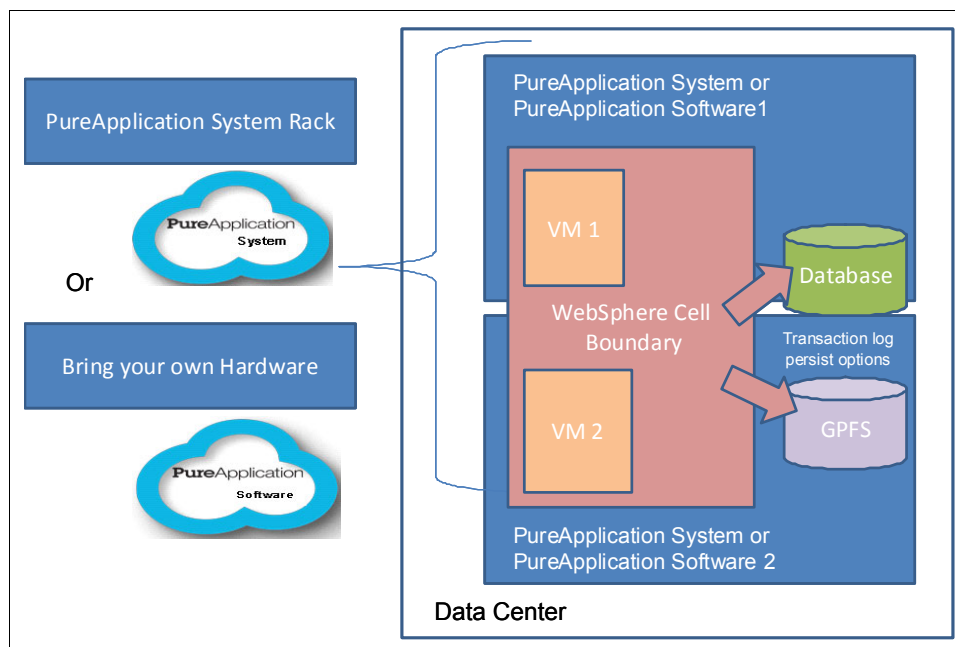 PureApplication System Rack
PureApplication
System
Or
Bring your own Hardware
PureApplication
Software
PureApplication System or
PureApplication Software1
VM 1
Database
WebSphere Cell
Boundary
Transaction log
persist options
VM 2
GPFS
PureApplication System or
PureApplication Software 2
Data Center